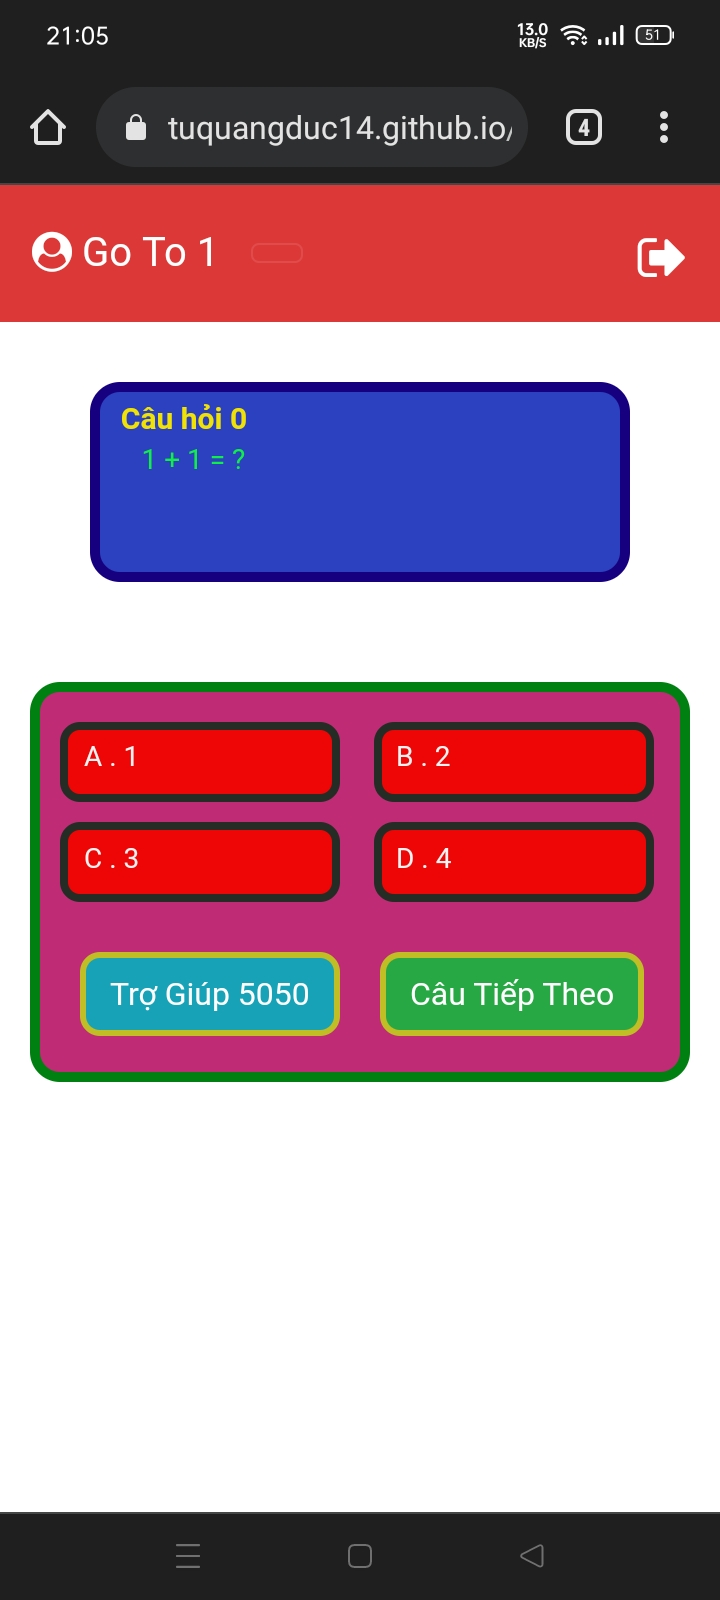 21:05
13.0
KB/S
51
tuquangduc14.github.io/
4
Go To 1
Câu hỏi 0
1 + 1 = ?
A . 1
B . 2
C . 3
D . 4
Trợ Giúp 5050
Câu Tiếp Theo